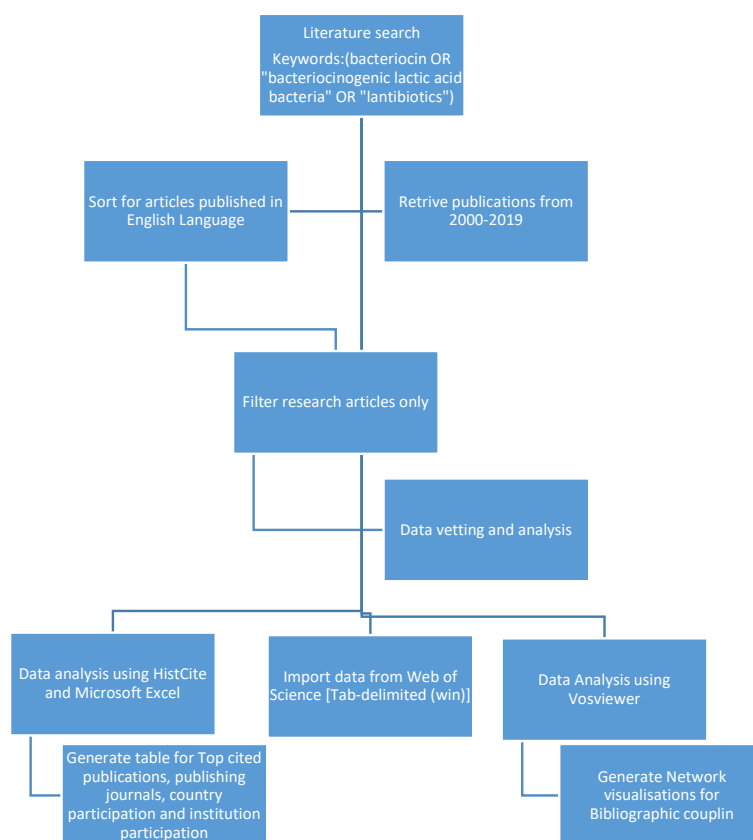 Literature search
Keywords:(bacteriocin OR
"bacteriocinogenic lactic acid
bacteria" OR "lantibiotics")
Sort for articles published in
English Language
Retrive publications from
2000-2019
Filter research articles only
Data vetting and analysis
Data analysis using HistCite
and Microsoft Excel
Import data from Web of
Science [Tab-delimited (win)]
Data Analysis using
Vosviewer
Generate table for Top cited
publications, publishing
journals, country
participation and institution
participation
Generate Network
visualisations for
Bibliographic couplin